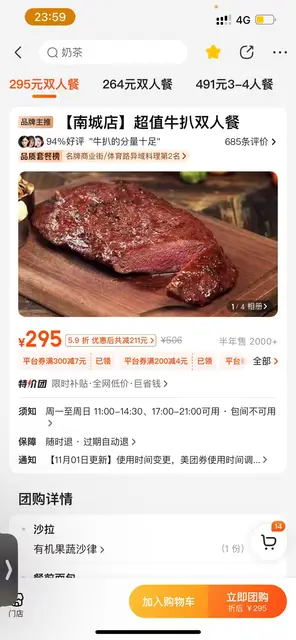 23:59
4G
奶茶
295元双人餐 264元双人餐 491元3-4人餐
品牌主推 【南城店】超值牛扒双人餐
94%好评 “牛扒的分量十足” 685条评价
品质套餐榜 名牌商业街/体育路异域料理第2名
1/4 相册
¥295 5.9 折 优惠后共减211元 ¥506 半年售 2000+
平台券满300减7元 已领 平台券满200减4元 已领 平台 全部
特价团 限时补贴·全网低价·巨省钱
须知 周一至周日 11:00-14:30、17:00-21:00可用 · 包间不可用
保障 随时退 · 过期自动退
通知 【11月01日更新】使用时间变更，美团券使用时间调...
团购详情
沙拉
有机果蔬沙律 (1 份)
14
餐前面包
门店
加入购物车
立即团购
折后 ¥295